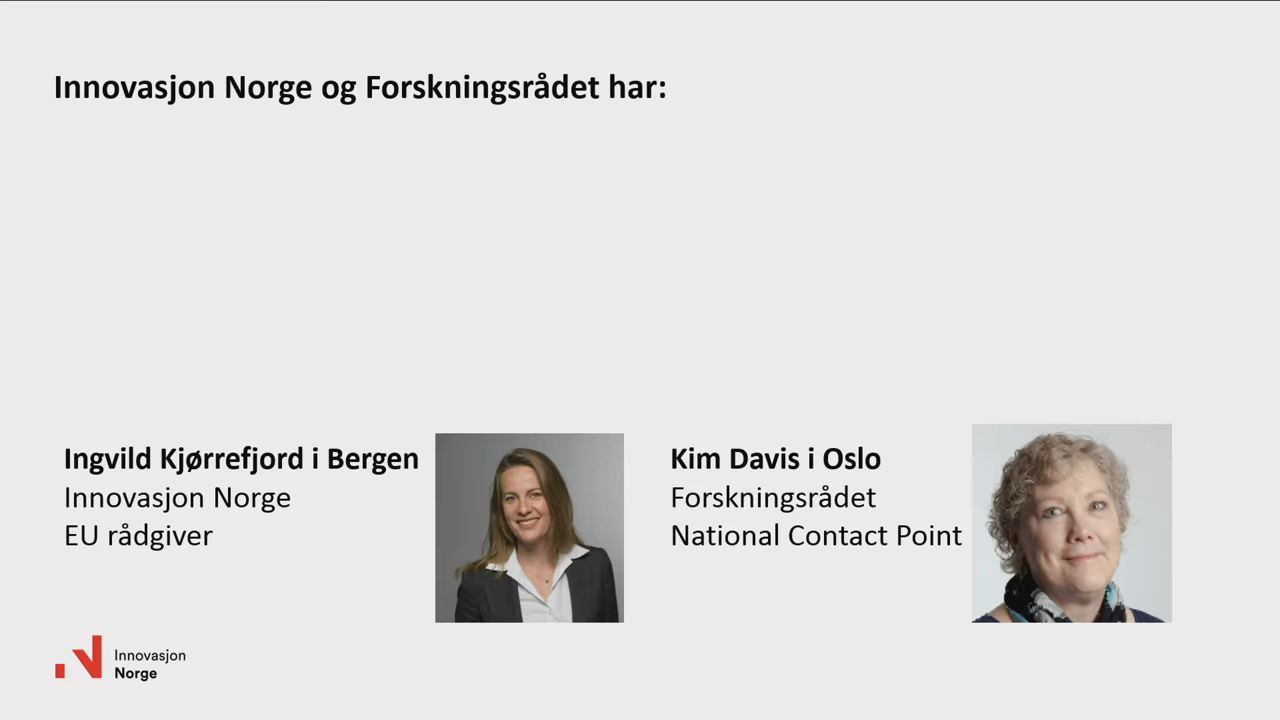 Innovasjon Norge og Forskningsrådet har:
Ingvild Kjørrefjord i Bergen
Innovasjon Norge
EU rådgiver
Kim Davis i Oslo
Forskningsrådet
National Contact Point
Innovasjon
Norge